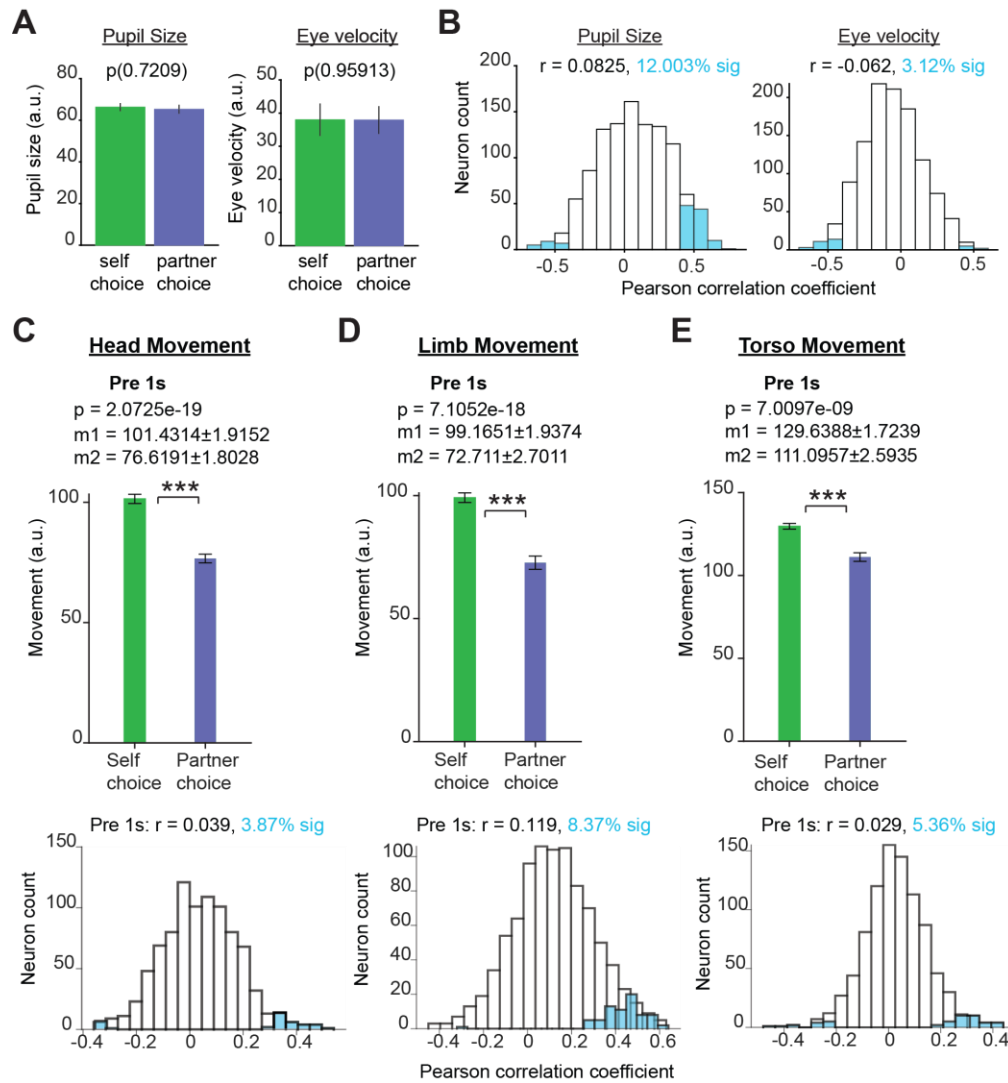 A
Pupil Size
Eye velocity
p(0.7209)
p(0.95913)
Pupil size (a.u.)
80
60
40
20
0
self choice
partner choice
Eye velocity (a.u.)
50
40
30
20
10
0
self choice
partner choice
B
Pupil Size
Eye velocity
r = 0.0825, 12.003% sig
r = -0.062, 3.12% sig
Neuron count
200
150
100
50
0
-0.5 0 0.5
200
150
100
50
200
0
-0.5 0 0.5
Pearson correlation coefficient
C
Head Movement
Pre 1s
p = 2.0725e-19
m1 = 101.4314±1.9152
m2 = 76.6191±1.8028
***
Movement (a.u.)
100
50
0
Self choice
Partner choice
Pre 1s: r = 0.039, 3.87% sig
Neuron count
150
100
50
0
-0.4 -0.2 0 0.2 0.4
D
Limb Movement
Pre 1s
p = 7.1052e-18
m1 = 99.1651±1.9374
m2 = 72.711±2.7011
***
Movement (a.u.)
100
50
0
Self choice
Partner choice
Pre 1s: r = 0.119, 8.37% sig
Neuron count
100
80
60
40
20
0
-0.4 -0.2 0 0.2 0.4 0.6
Pearson correlation coefficient
E
Torso Movement
Pre 1s
p = 7.0097e-09
m1 = 129.6388±1.7239
m2 = 111.0957±2.5935
***
Movement (a.u.)
150
100
50
0
Self choice
Partner choice
Pre 1s: r = 0.029, 5.36% sig
Neuron count
150
100
50
0
-0.4 -0.2 0 0.2 0.4